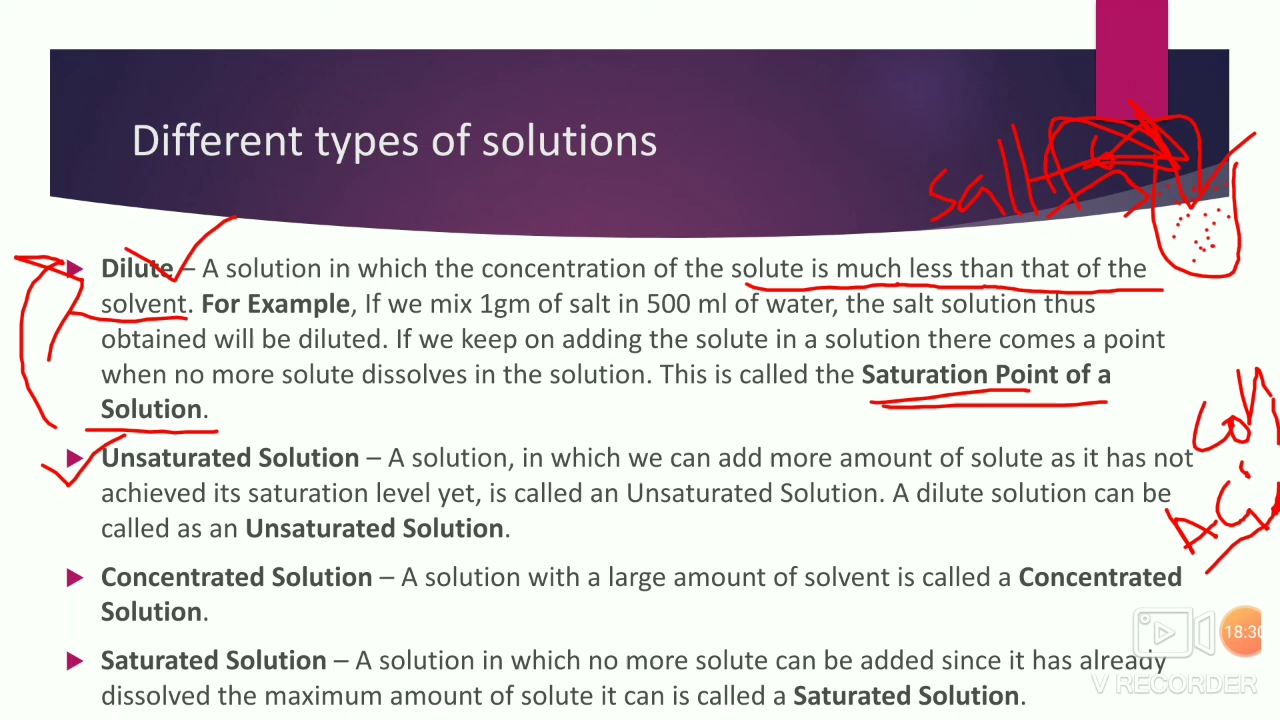 Different types of solutions
Salt
Dilute – A solution in which the concentration of the solute is much less than that of the
solvent. For Example, If we mix 1gm of salt in 500 ml of water, the salt solution thus
obtained will be diluted. If we keep on adding the solute in a solution there comes a point
when no more solute dissolves in the solution. This is called the Saturation Point of a
Solution.
Unsaturated Solution – A solution, in which we can add more amount of solute as it has not
achieved its saturation level yet, is called an Unsaturated Solution. A dilute solution can be
called as an Unsaturated Solution.
Concentrated Solution – A solution with a large amount of solvent is called a Concentrated
Solution.
Saturated Solution – A solution in which no more solute can be added since it has already
dissolved the maximum amount of solute it can is called a Saturated Solution.
18:30
V RECORDER